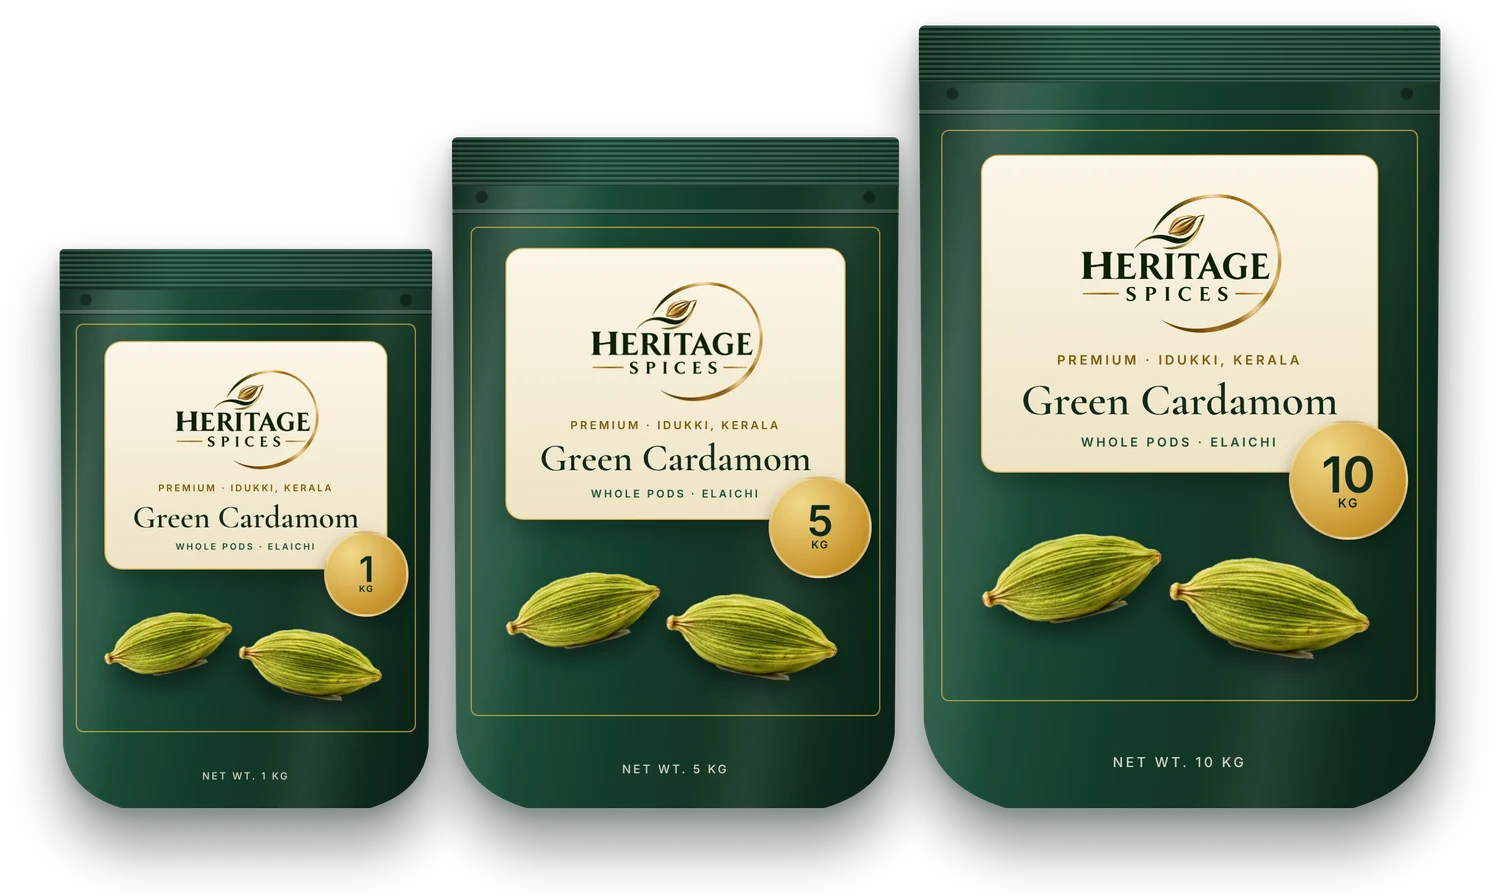 HERITAGE
SPICES
PREMIUM · IDUKKI, KERALA
Green Cardamom
WHOLE PODS · ELAICHI
1
KG
NET WT. 1 KG
HERITAGE
SPICES
PREMIUM · IDUKKI, KERALA
Green Cardamom
WHOLE PODS · ELAICHI
5
KG
NET WT. 5 KG
HERITAGE
SPICES
PREMIUM · IDUKKI, KERALA
Green Cardamom
WHOLE PODS · ELAICHI
10
KG
NET WT. 10 KG